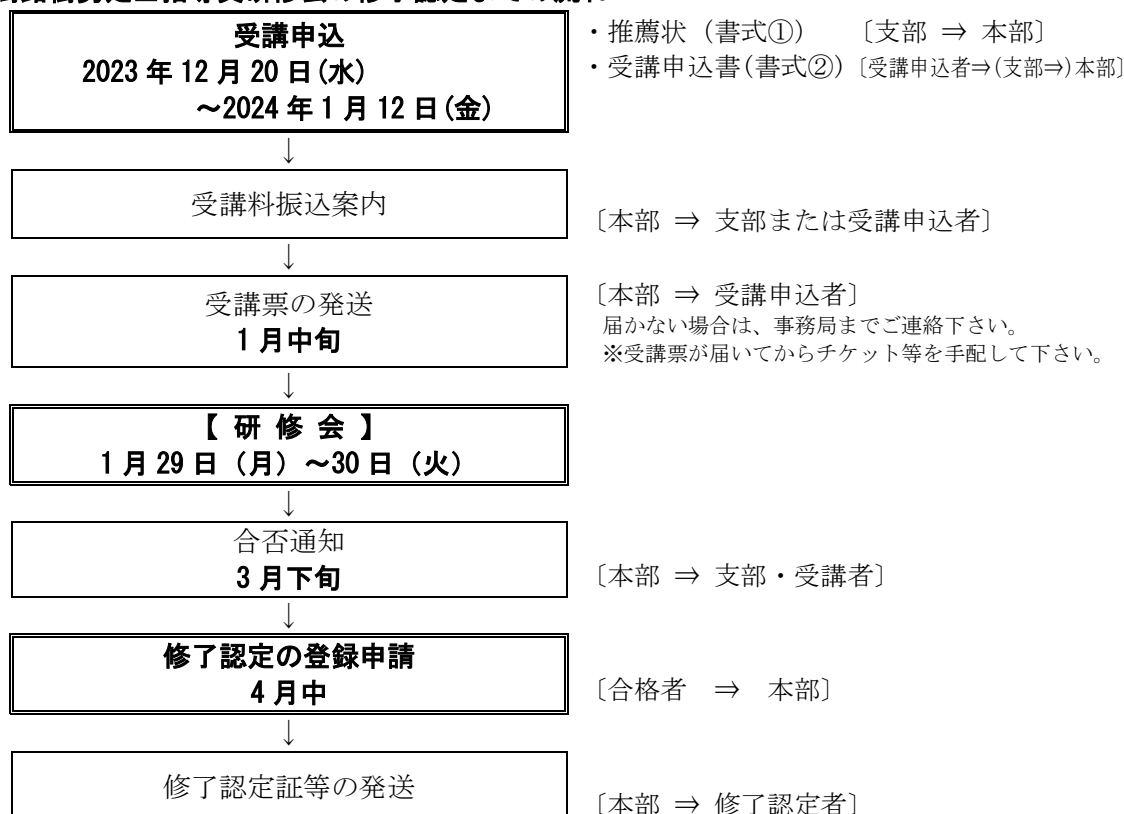 受講申込
2023年12月20日(水)
~2024年1月12日(金)
・推薦状(書式①) 〔支部 ⇒ 本部〕
・受講申込書(書式②)〔受講申込者⇒(支部⇒)本部〕
↓
受講料振込案内
〔本部 ⇒ 支部または受講申込者〕
↓
受講票の発送
1月中旬
〔本部 ⇒ 受講申込者〕
届かない場合は、事務局までご連絡下さい。
※受講票が届いてからチケット等を手配して下さい。
↓
【 研 修 会 】
1月29日(月)~30日(火)
↓
合否通知
3月下旬
〔本部 ⇒ 支部・受講者〕
↓
修了認定の登録申請
4月中
〔合格者 ⇒ 本部〕
↓
修了認定証等の発送
〔本部 ⇒ 修了認定者〕